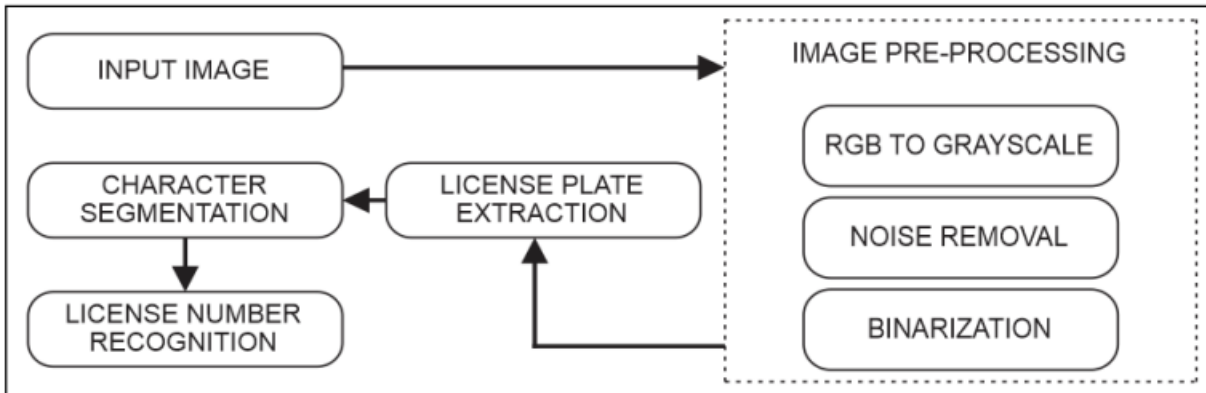 INPUT IMAGE
IMAGE PRE-PROCESSING
RGB TO GRAYSCALE
NOISE REMOVAL
BINARIZATION
LICENSE PLATE
EXTRACTION
CHARACTER
SEGMENTATION
LICENSE NUMBER
RECOGNITION